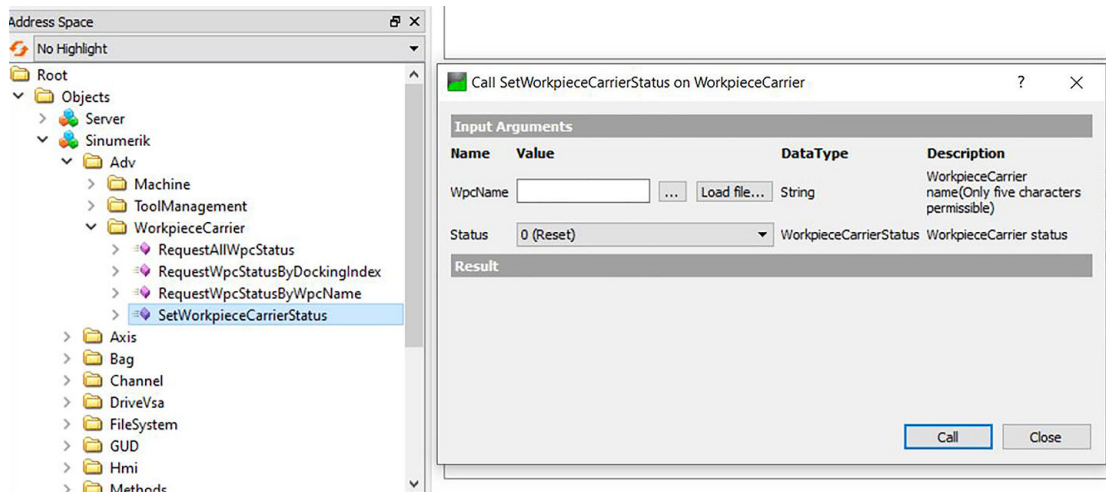 Address Space
No Highlight
Root
Objects
Server
Sinumerik
Adv
Machine
ToolManagement
WorkpieceCarrier
RequestAllWpcStatus
RequestWpcStatusByDockingIndex
RequestWpcStatusByWpcName
SetWorkpieceCarrierStatus
Axis
Bag
Channel
DriveVsa
FileSystem
GUD
Hmi
Methods
Call SetWorkpieceCarrierStatus on WorkpieceCarrier ?
Input Arguments
Name Value DataType Description
WpcName ... Load file... String WorkpieceCarrier
name(Only five characters
permissible)
Status 0 (Reset) WorkpieceCarrierStatus WorkpieceCarrier status
Result
Call Close